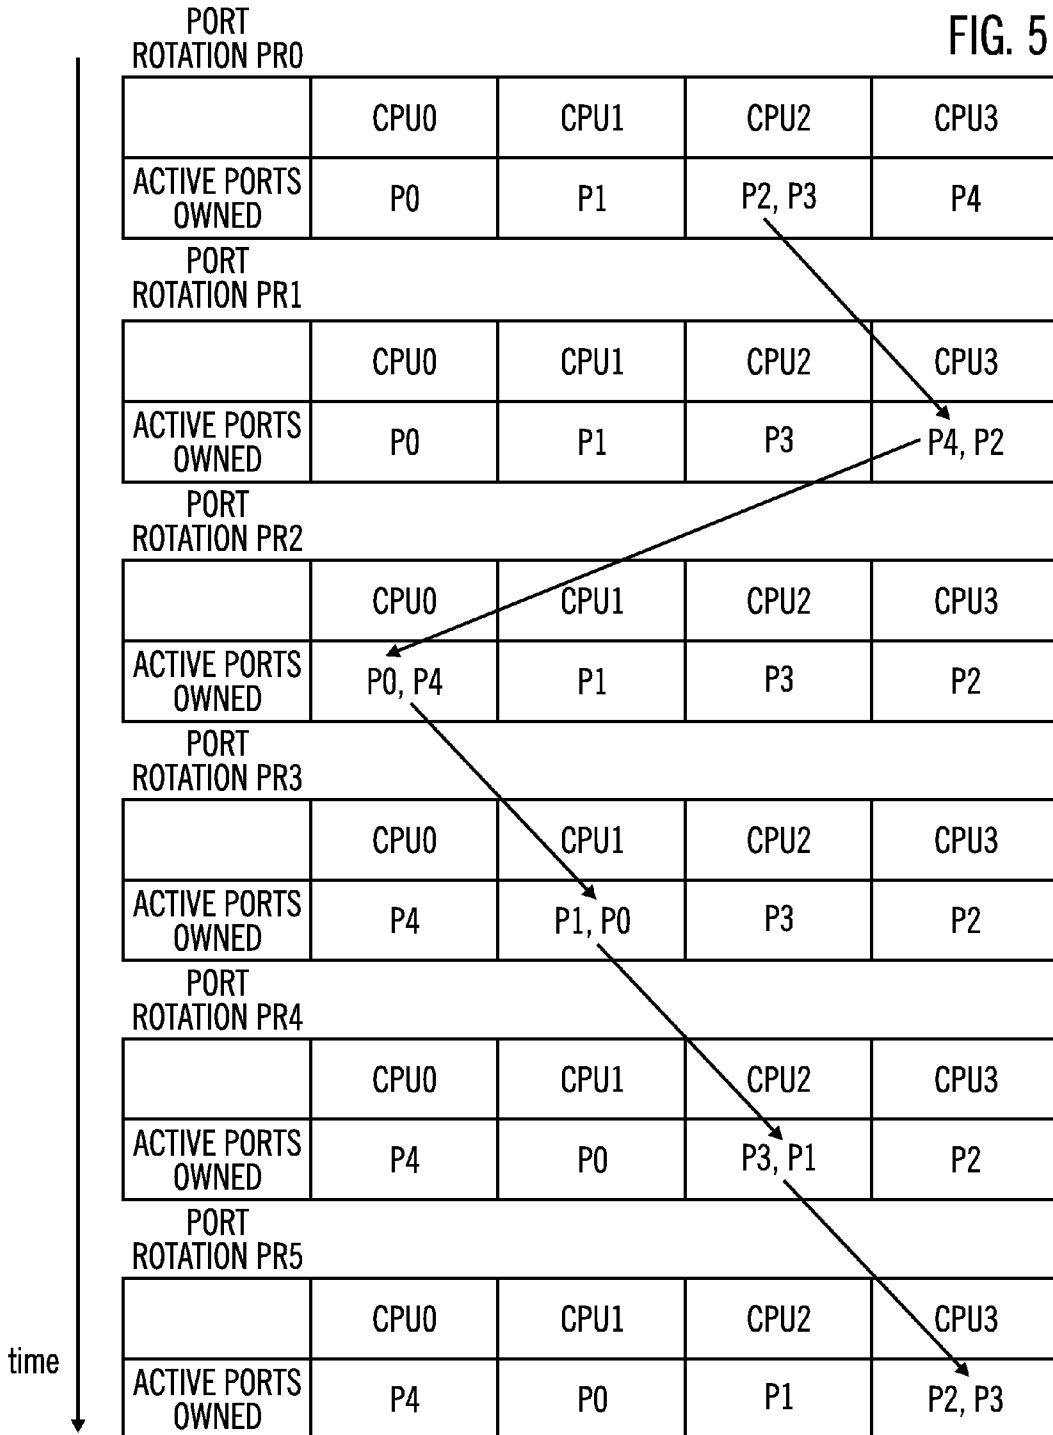 FIG. 5
PORT
ROTATION PR0
CPU0 CPU1 CPU2 CPU3
ACTIVE PORTS
OWNED P0 P1 P2, P3 P4
PORT
ROTATION PR1
CPU0 CPU1 CPU2 CPU3
ACTIVE PORTS
OWNED P0 P1 P3 P4, P2
PORT
ROTATION PR2
CPU0 CPU1 CPU2 CPU3
ACTIVE PORTS
OWNED P0, P4 P1 P3 P2
PORT
ROTATION PR3
CPU0 CPU1 CPU2 CPU3
ACTIVE PORTS
OWNED P4 P1, P0 P3 P2
PORT
ROTATION PR4
CPU0 CPU1 CPU2 CPU3
ACTIVE PORTS
OWNED P4 P0 P3, P1 P2
PORT
ROTATION PR5
CPU0 CPU1 CPU2 CPU3
time
ACTIVE PORTS
OWNED P4 P0 P1 P2, P3